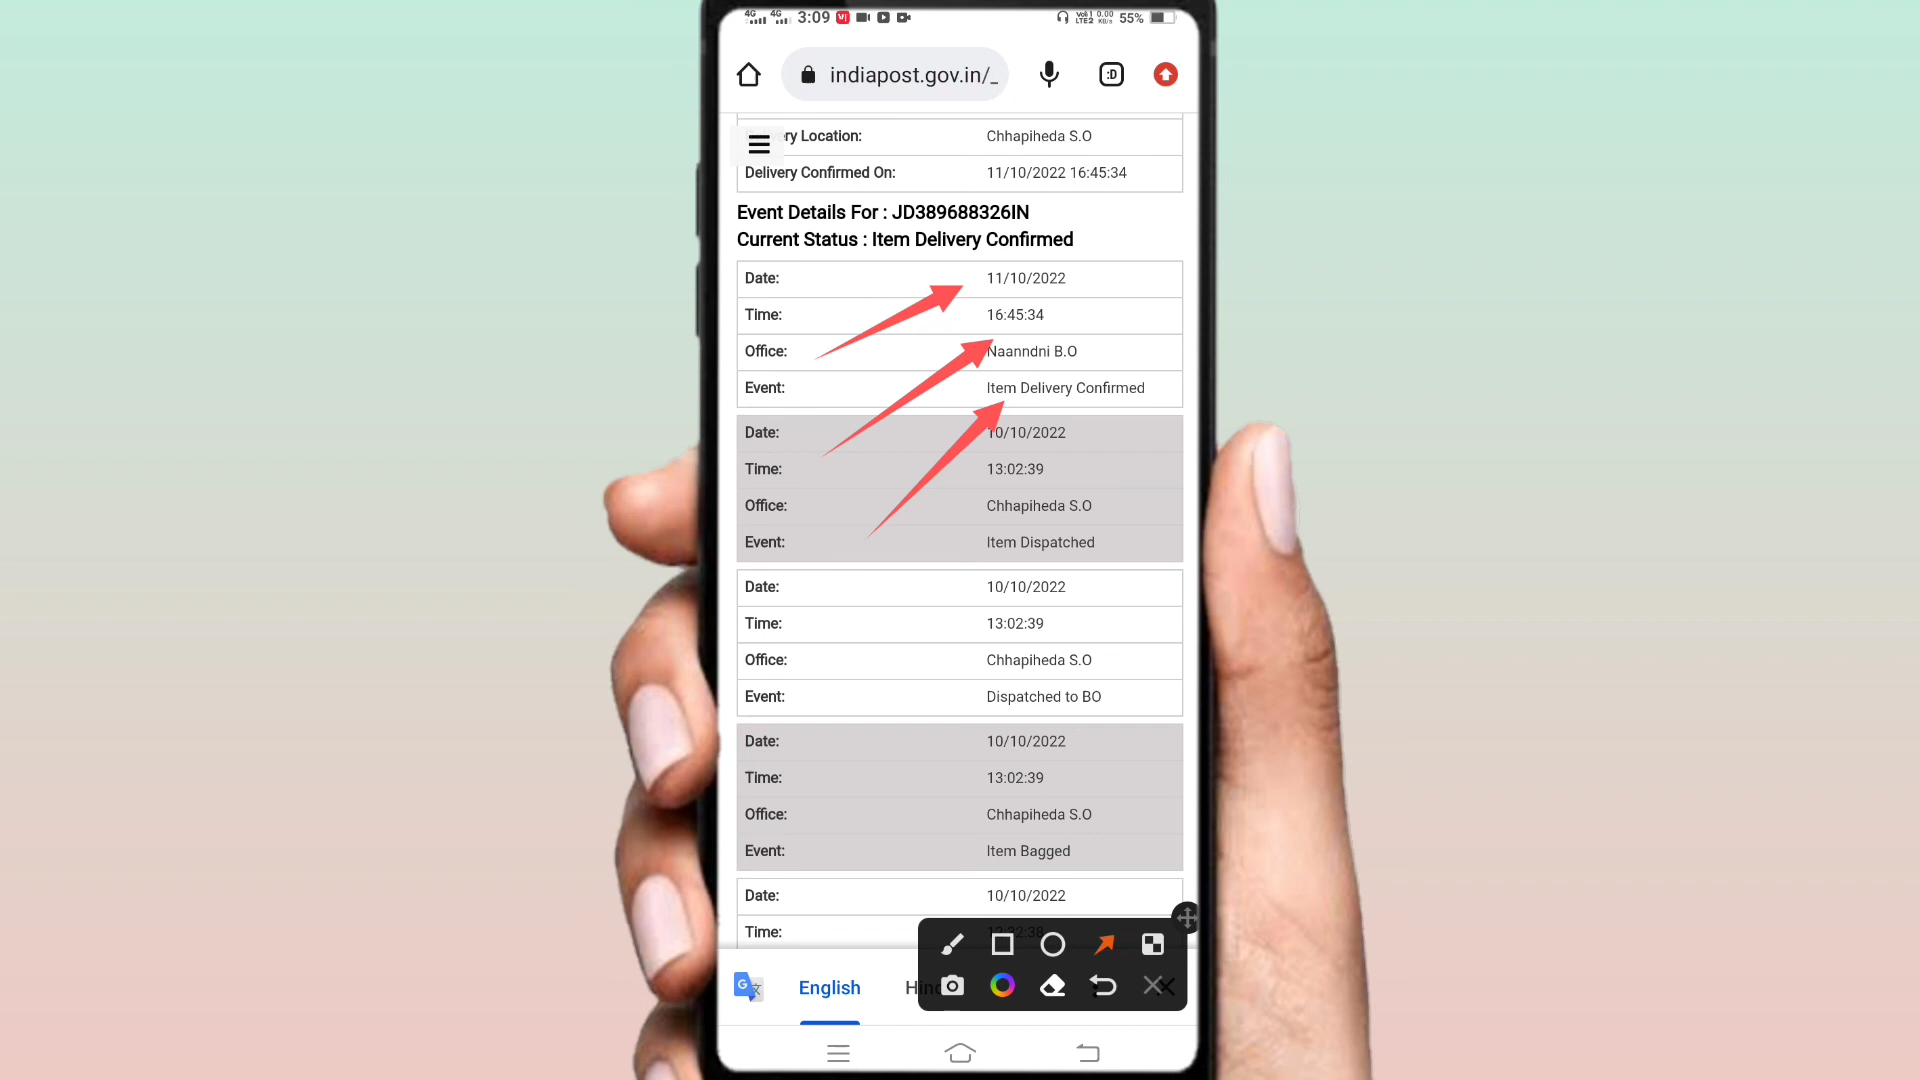 4G 4G 3:09 55%
indiapost.gov.in/_ :D
ry Location: Chhapiheda S.O
Delivery Confirmed On: 11/10/2022 16:45:34
Event Details For : JD389688326IN
Current Status : Item Delivery Confirmed
Date: 11/10/2022
Time: 16:45:34
Office: Naanndni B.O
Event: Item Delivery Confirmed
Date: 10/10/2022
Time: 13:02:39
Office: Chhapiheda S.O
Event: Item Dispatched
Date: 10/10/2022
Time: 13:02:39
Office: Chhapiheda S.O
Event: Dispatched to BO
Date: 10/10/2022
Time: 13:02:39
Office: Chhapiheda S.O
Event: Item Bagged
Date: 10/10/2022
Time:
English